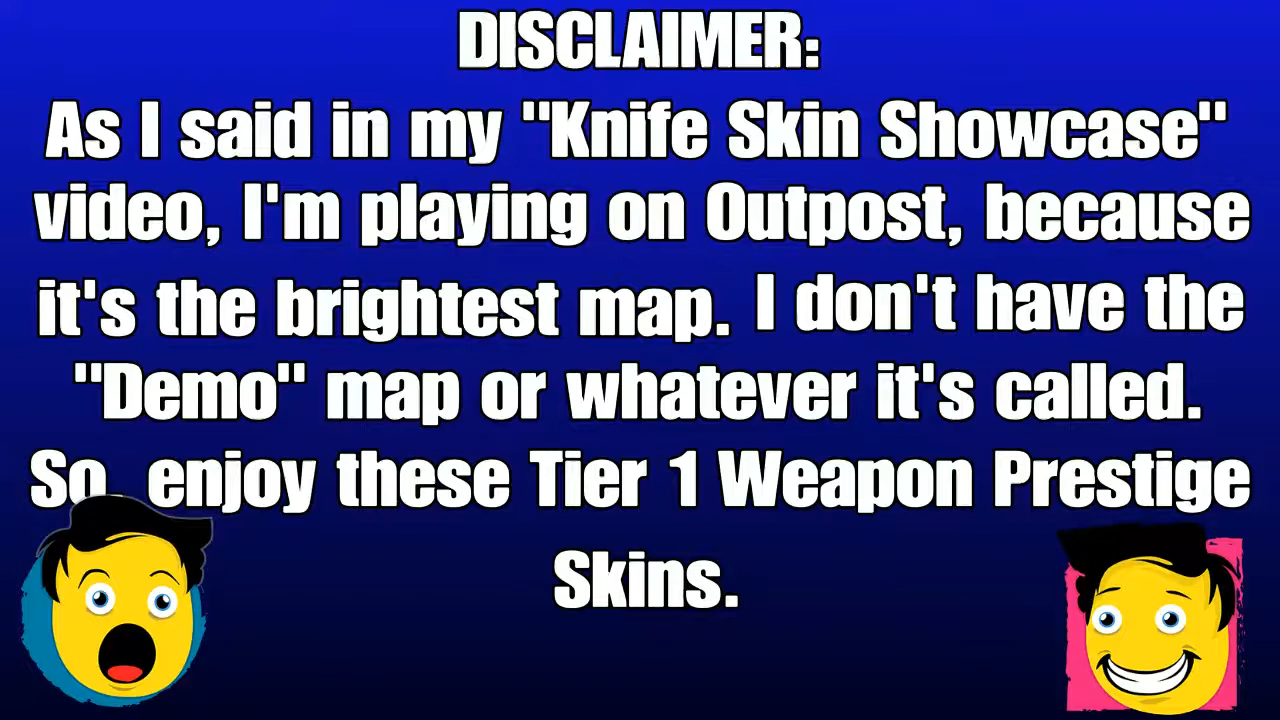 DISCLAIMER:
As I said in my "Knife Skin Showcase"
video, I'm playing on Outpost, because
it's the brightest map. I don't have the
"Demo" map or whatever it's called.
So, enjoy these Tier 1 Weapon Prestige
Skins.